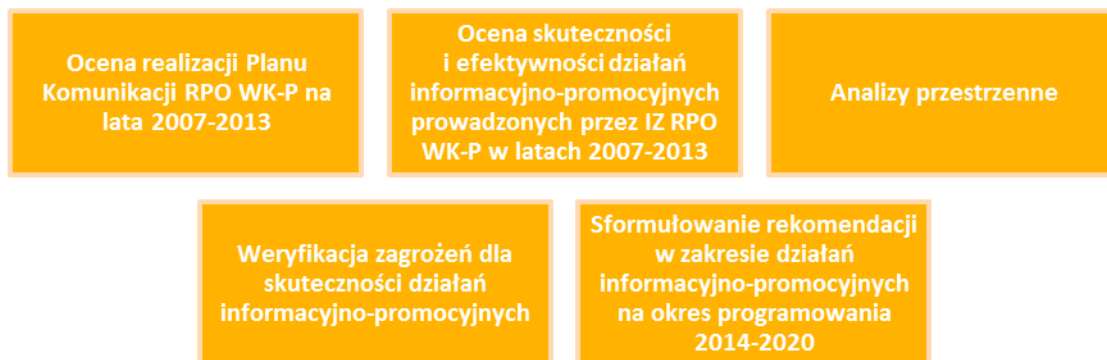 Ocena realizacji Planu
Komunikacji RPO WK-P na
lata 2007-2013
Ocena skuteczności
i efektywności działań
informacyjno-promocyjnych
prowadzonych przez IZ RPO
WK-P w latach 2007-2013
Analizy przestrzenne
Weryfikacja zagrożeń dla
skuteczności działań
informacyjno-promocyjnych
Sformułowanie rekomendacji
w zakresie działań
informacyjno-promocyjnych
na okres programowania
2014-2020